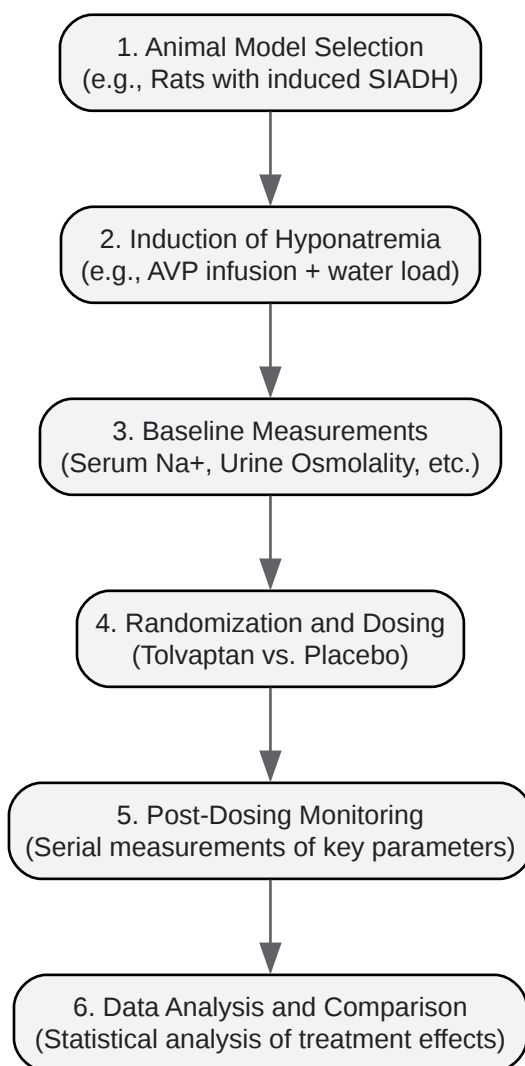 1. Animal Model Selection
(e.g., Rats with induced SIADH)
2. Induction of Hyponatremia
(e.g., AVP infusion + water load)
3. Baseline Measurements
(Serum Na+, Urine Osmolality, etc.)
4. Randomization and Dosing
(Tolvaptan vs. Placebo)
5. Post-Dosing Monitoring
(Serial measurements of key parameters)
6. Data Analysis and Comparison
(Statistical analysis of treatment effects)